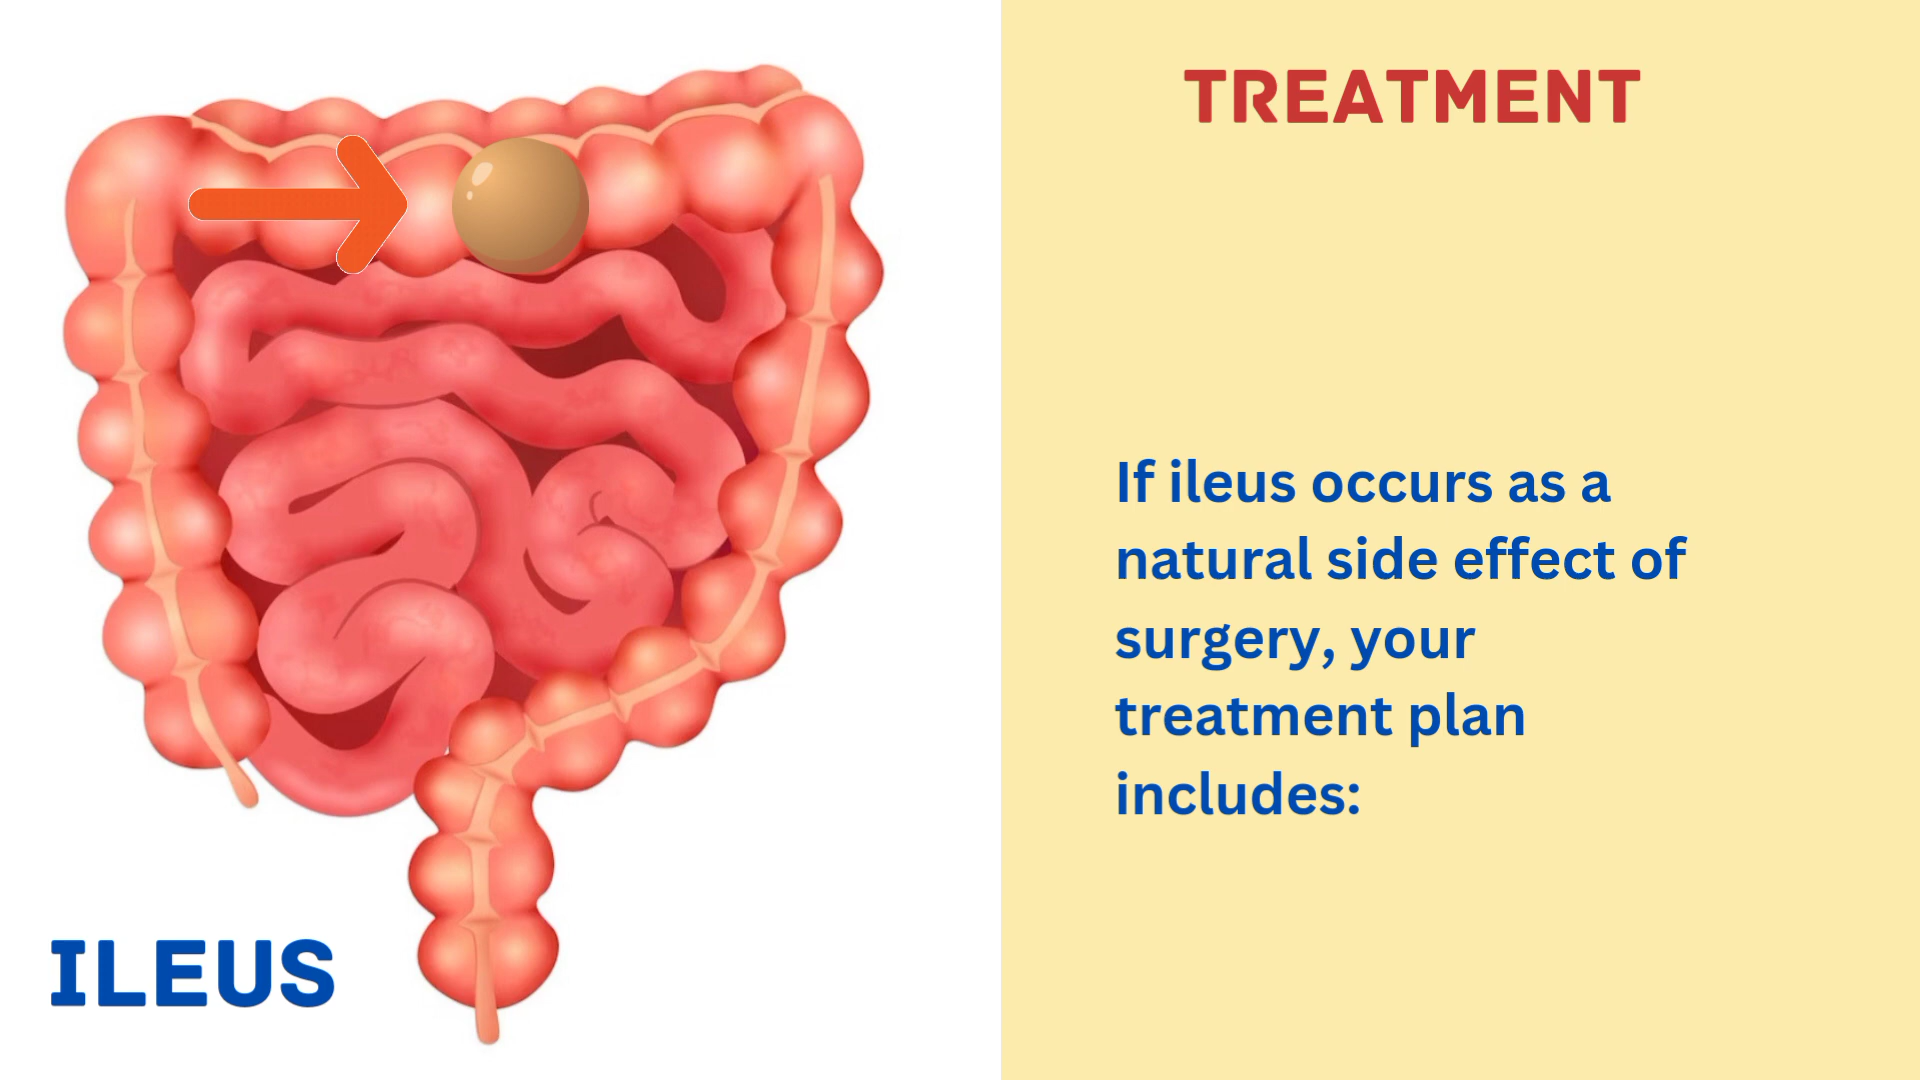 TREATMENT
If ileus occurs as a
natural side effect of
surgery, your
treatment plan
includes:
ILEUS